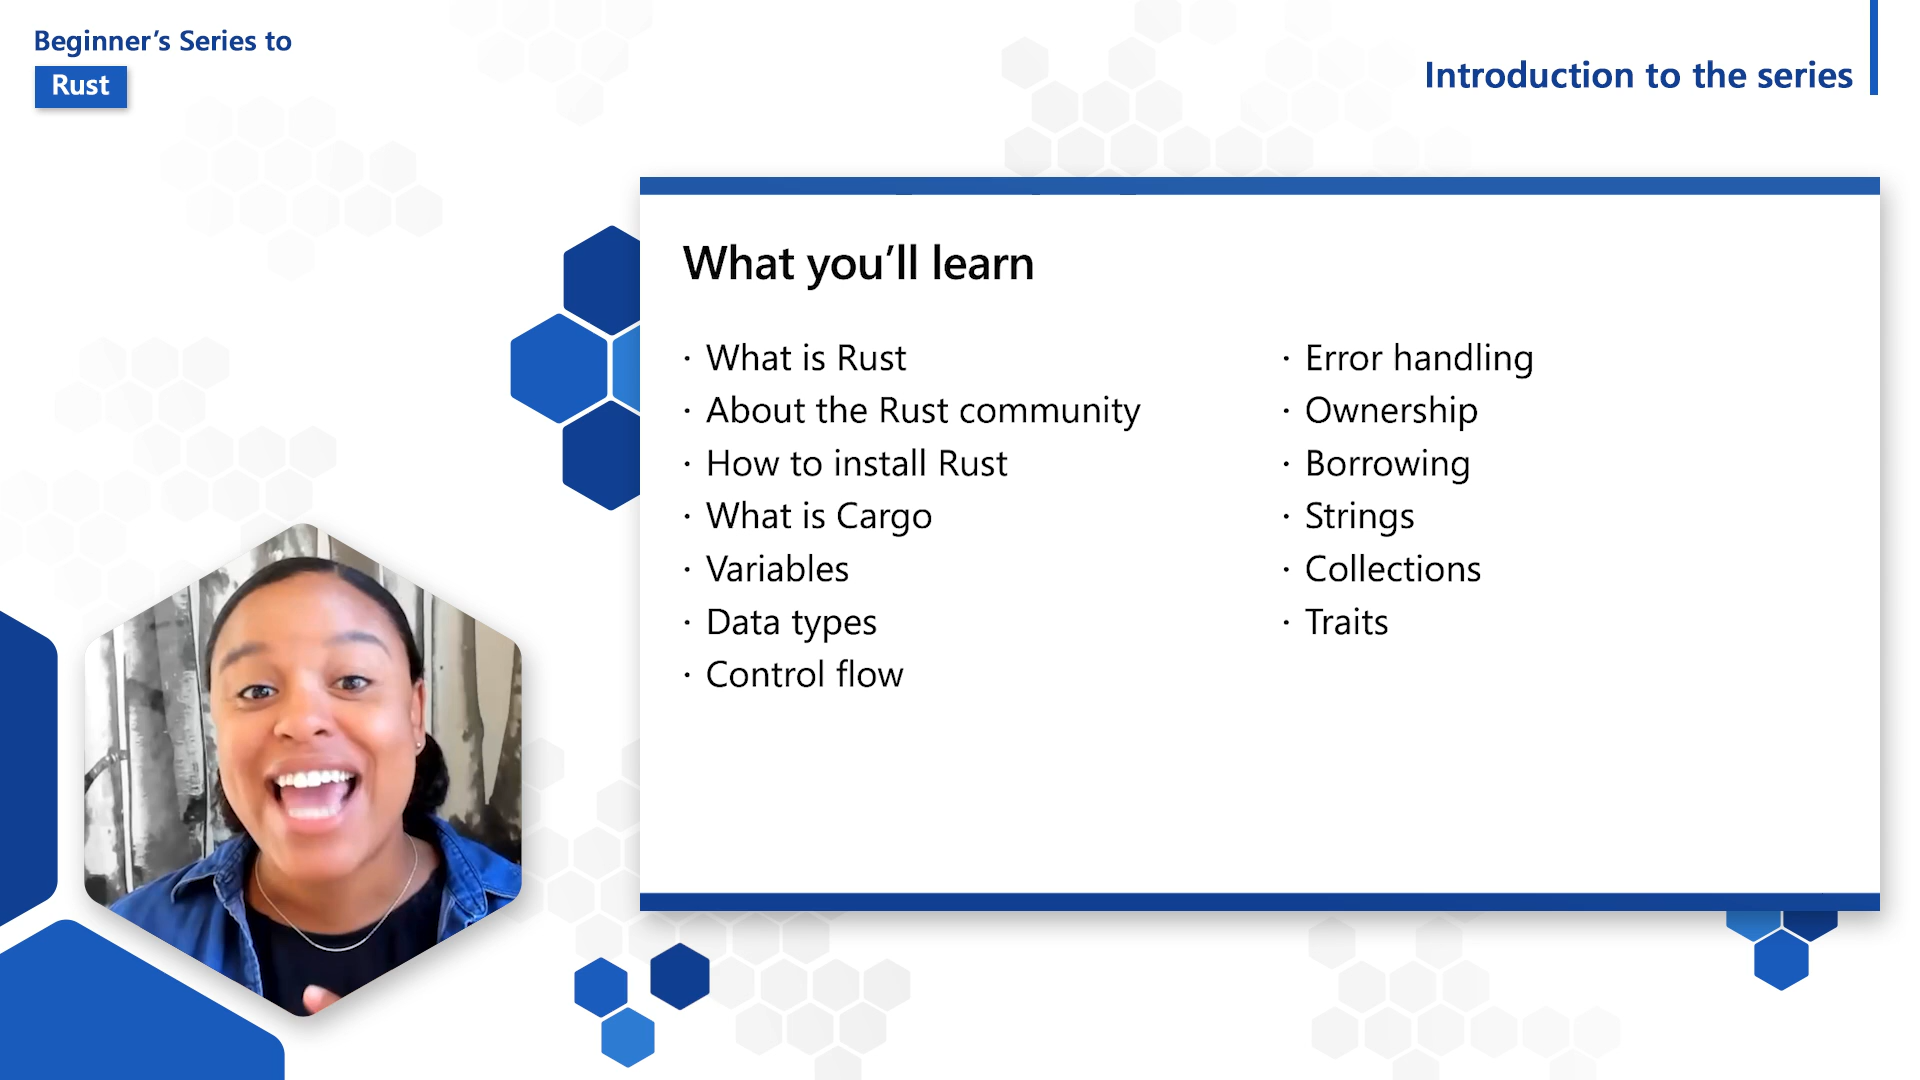 Beginner’s Series to
Rust
Introduction to the series
What you’ll learn
· What is Rust
· About the Rust community
· How to install Rust
· What is Cargo
· Variables
· Data types
· Control flow
· Error handling
· Ownership
· Borrowing
· Strings
· Collections
· Traits